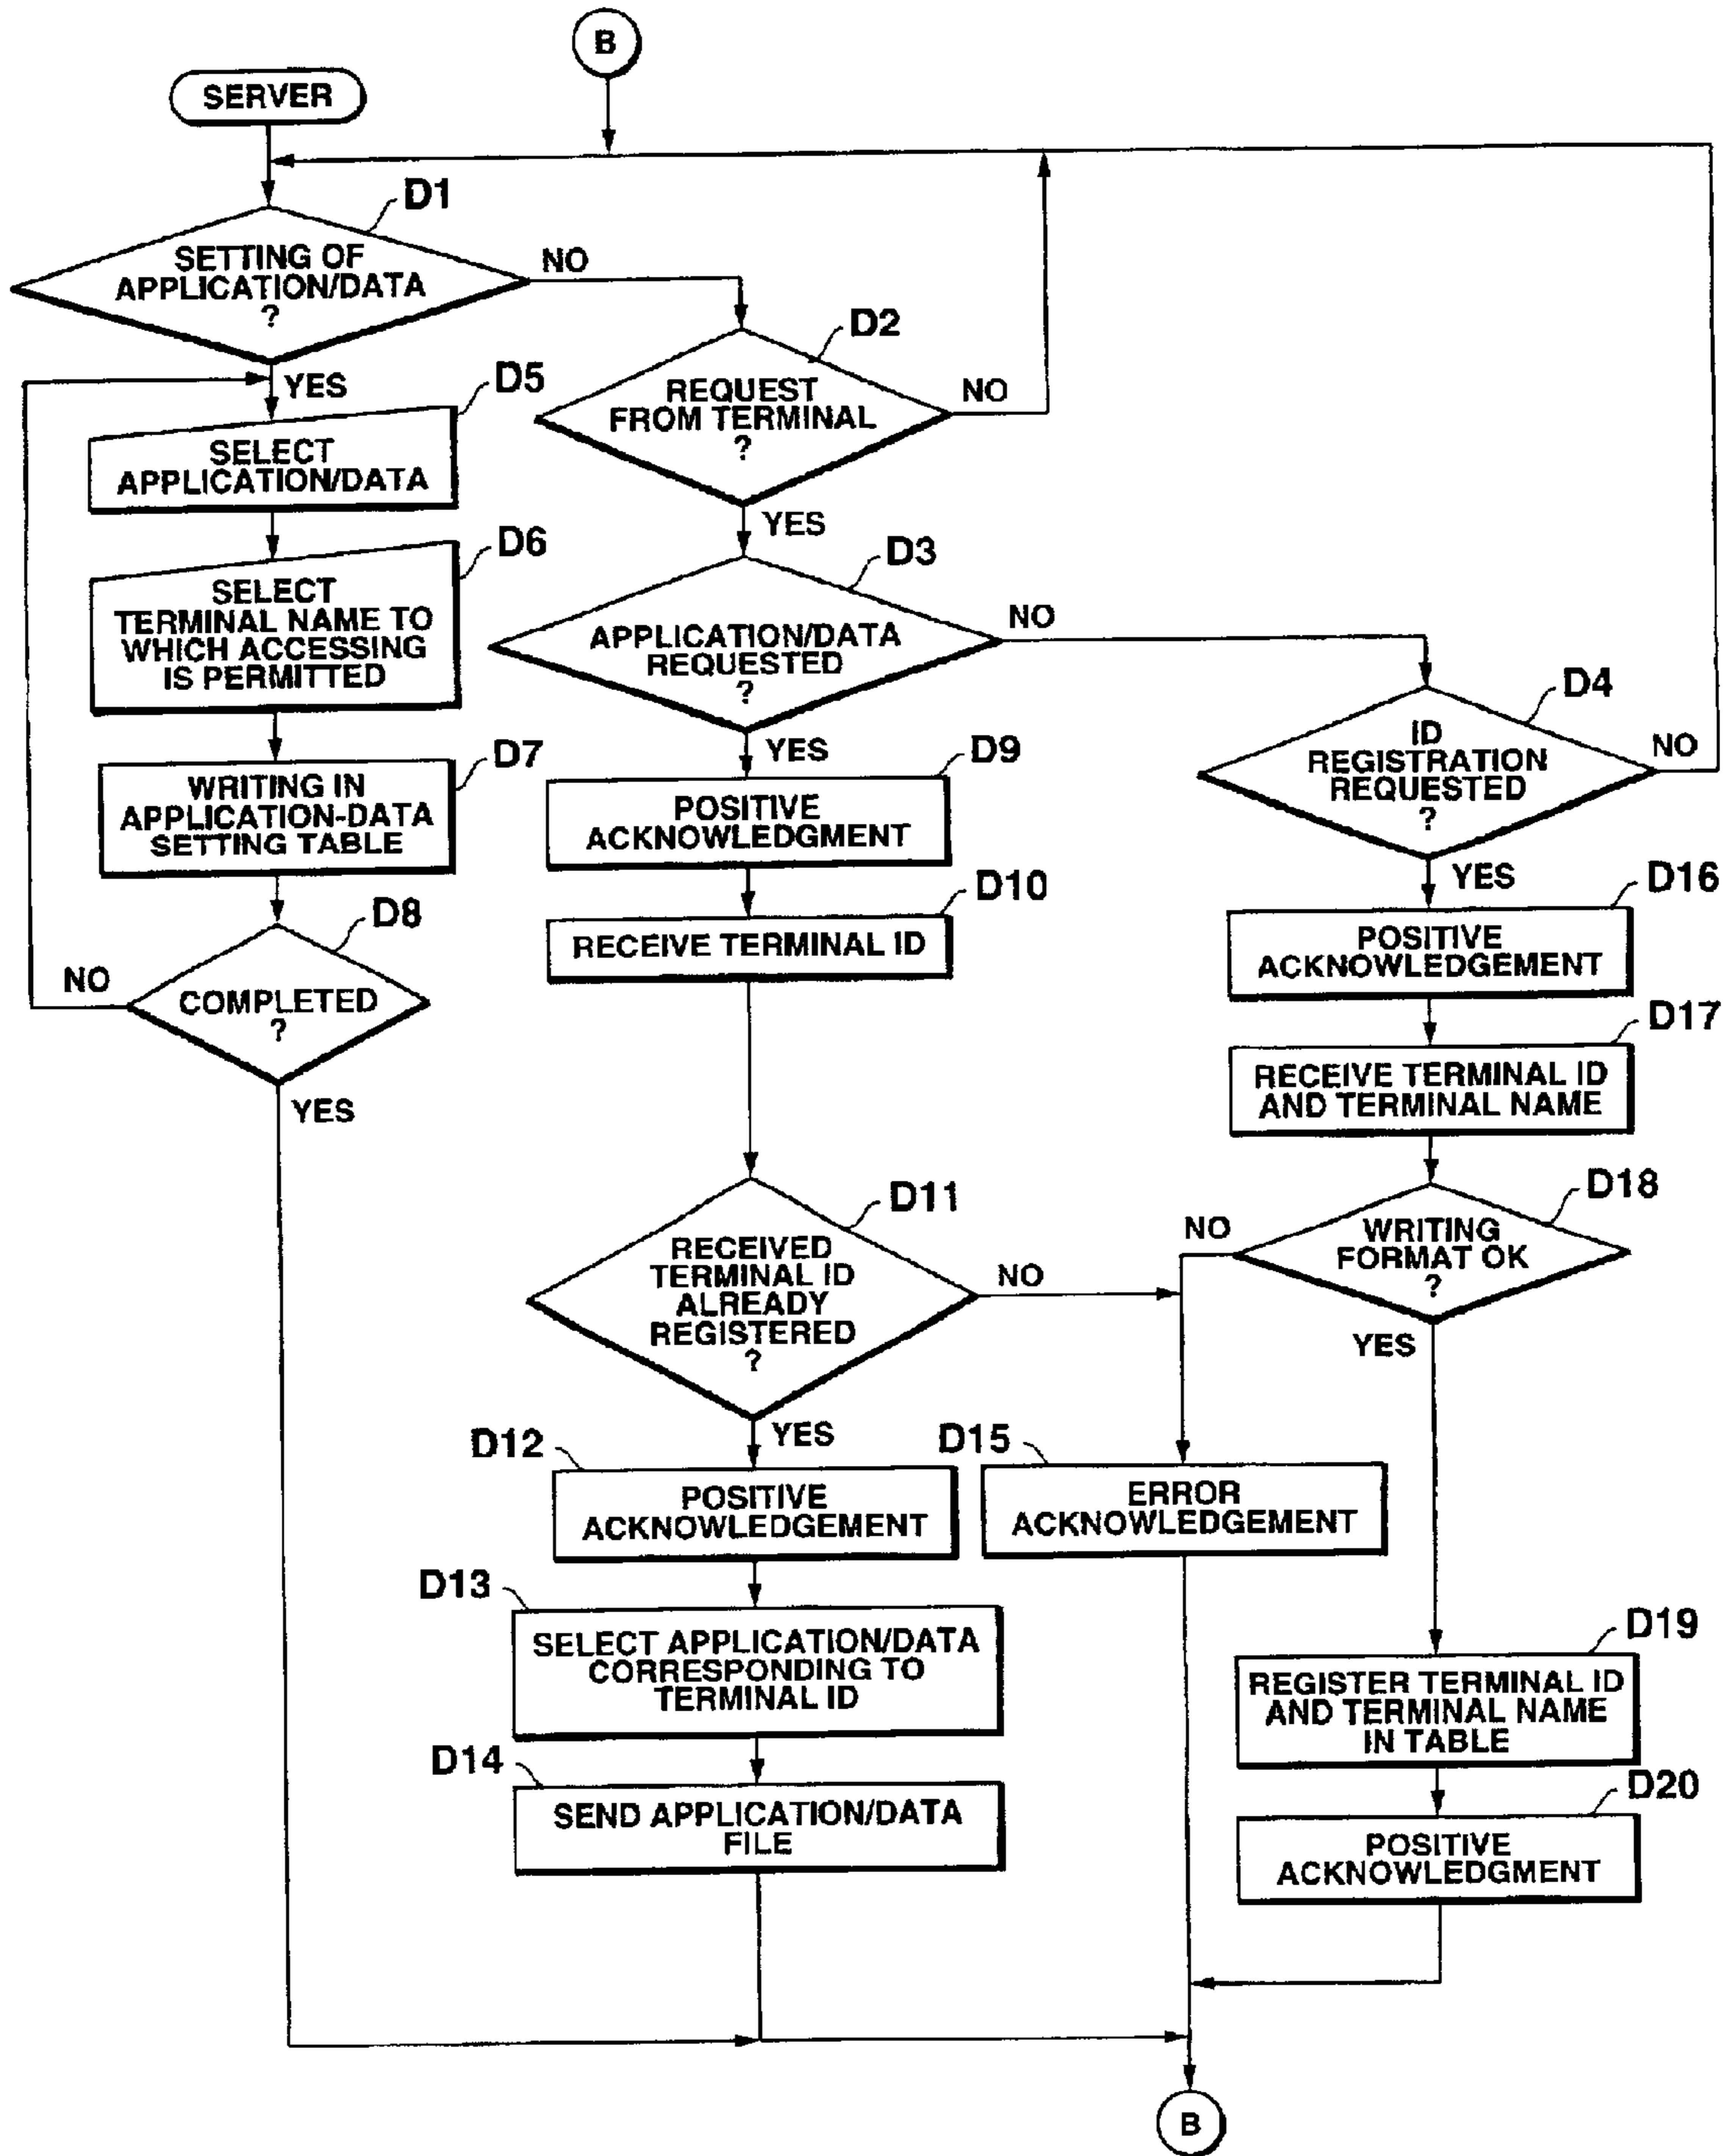 B
SERVER
D1
SETTING OF
APPLICATION/DATA
?
NO
D2
REQUEST
FROM TERMINAL
?
NO
YES
D5
SELECT
APPLICATION/DATA
YES
D6
SELECT
TERMINAL NAME TO
WHICH ACCESSING
IS PERMITTED
D3
APPLICATION/DATA
REQUESTED
?
NO
D4
ID
REGISTRATION
REQUESTED
?
NO
D7
WRITING IN
APPLICATION-DATA
SETTING TABLE
YES
D9
POSITIVE
ACKNOWLEDGMENT
D10
RECEIVE TERMINAL ID
YES
D16
POSITIVE
ACKNOWLEDGEMENT
D8
NO
COMPLETED
?
YES
D17
RECEIVE TERMINAL ID
AND TERMINAL NAME
D11
RECEIVED
TERMINAL ID
ALREADY
REGISTERED
?
NO
D18
NO
WRITING
FORMAT OK
?
YES
YES
D12
POSITIVE
ACKNOWLEDGEMENT
D15
ERROR
ACKNOWLEDGEMENT
D13
SELECT APPLICATION/DATA
CORRESPONDING TO
TERMINAL ID
D19
REGISTER TERMINAL ID
AND TERMINAL NAME
IN TABLE
D14
SEND APPLICATION/DATA
FILE
D20
POSITIVE
ACKNOWLEDGMENT
B